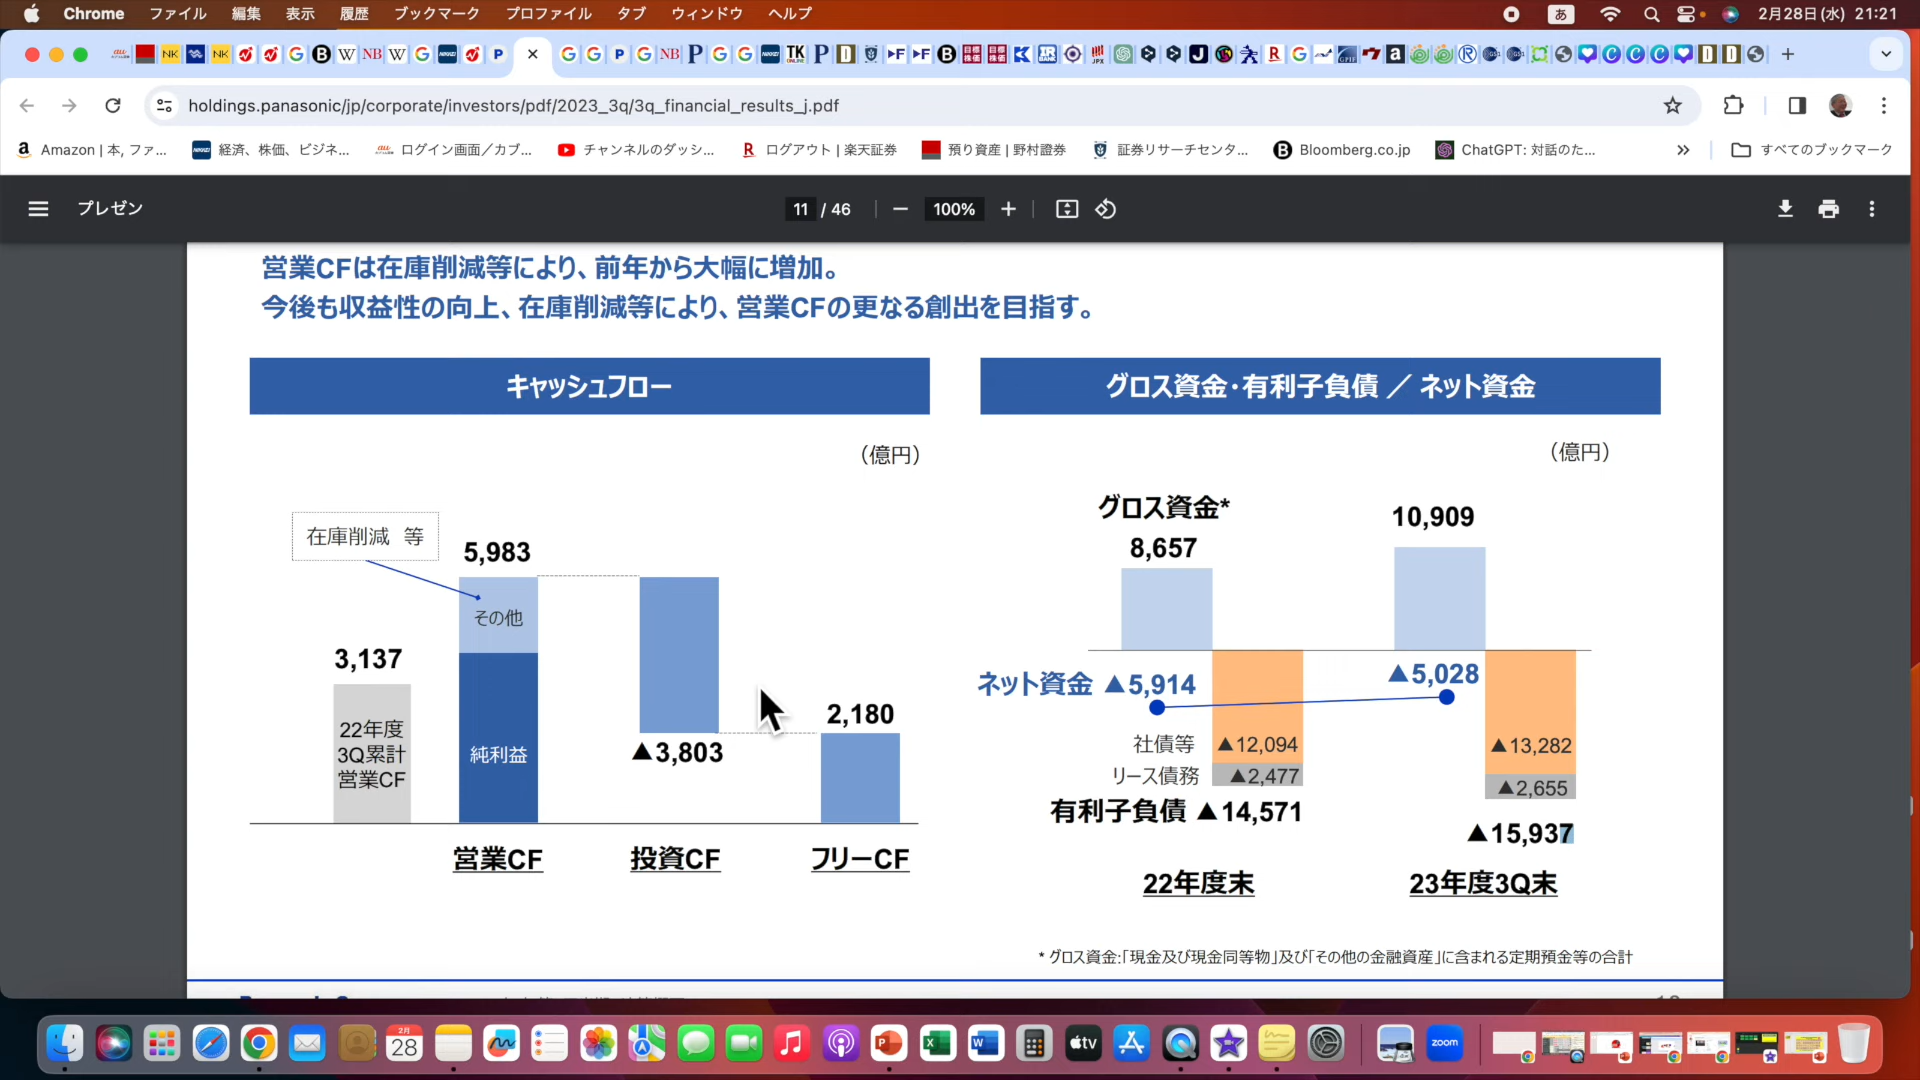 Chrome ファイル 編集 表示 履歴 ブックマーク プロファイル タブ ウィンドウ ヘルプ
あ 2月28日(水) 21:21
holdings.panasonic/jp/corporate/investors/pdf/2023_3q/3q_financial_results_j.pdf
Amazon | 本, ファ... 経済、株価、ビジネ... ログイン画面／カブ... チャンネルのダッシ... ログアウト | 楽天証券 預り資産 | 野村證券 証券リサーチセンタ... Bloomberg.co.jp ChatGPT: 対話のた... » すべてのブックマーク
プレゼン 11 / 46 100%
営業CFは在庫削減等により、前年から大幅に増加。
今後も収益性の向上、在庫削減等により、営業CFの更なる創出を目指す。
キャッシュフロー
（億円）
在庫削減 等
5,983
その他
3,137
22年度
3Q累計
営業CF
純利益
▲3,803
2,180
営業CF 投資CF フリーCF
グロス資金・有利子負債 ／ ネット資金
（億円）
グロス資金*
8,657
10,909
ネット資金 ▲5,914
▲5,028
社債等 ▲12,094
▲13,282
リース債務 ▲2,477
▲2,655
有利子負債 ▲14,571
▲15,937
22年度末 23年度3Q末
* グロス資金:「現金及び現金同等物」及び「その他の金融資産」に含まれる定期預金等の合計
2月
28
tv
zoom